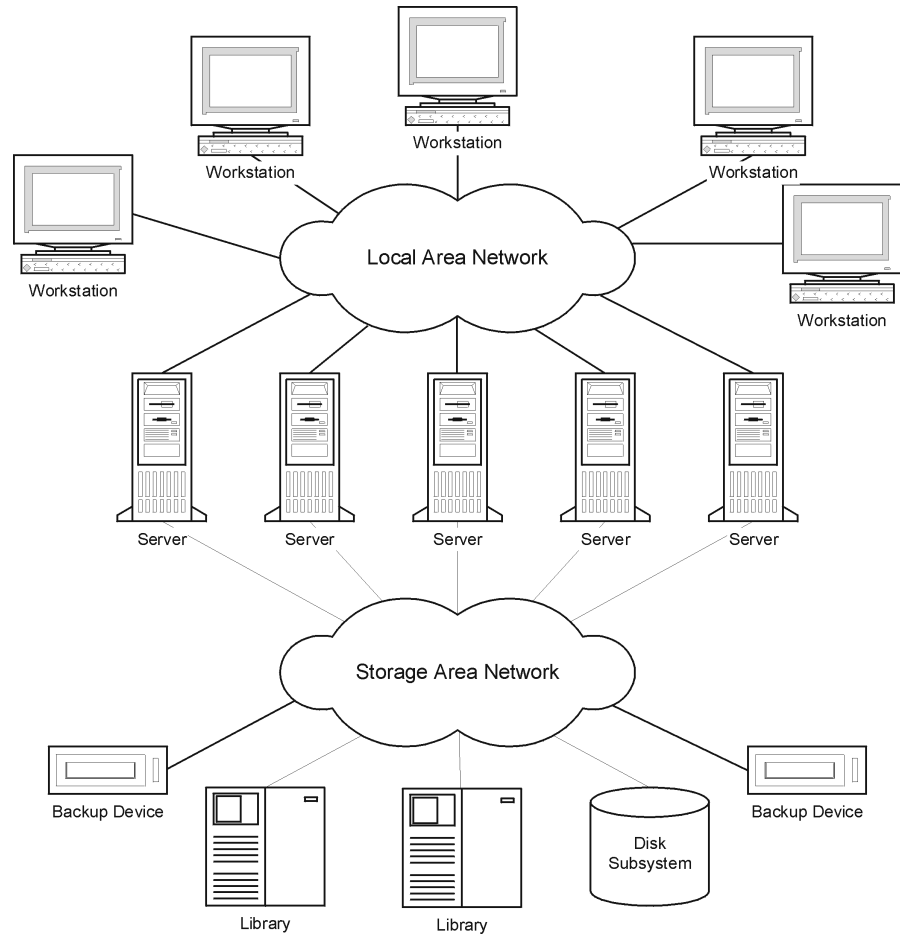 Workstation
Workstation
Workstation
Workstation
Workstation
Local Area Network
Server
Server
Server
Server
Server
Storage Area Network
Backup Device
Backup Device
Library
Library
Disk
Subsystem